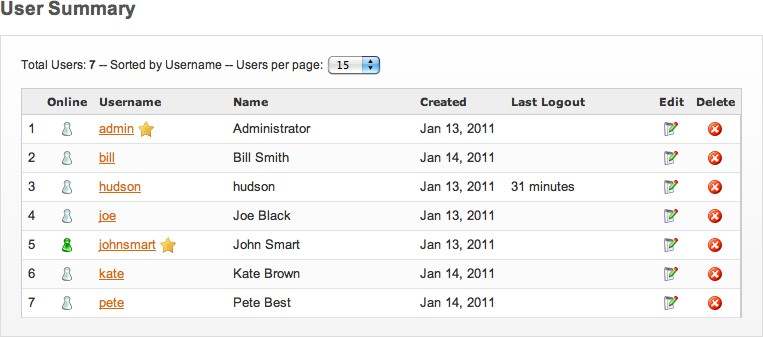 User Summary
Total Users: 7 -- Sorted by Username -- Users per page: 15
Online Username Name Created Last Logout Edit Delete
1 admin Administrator Jan 13, 2011
2 bill Bill Smith Jan 14, 2011
3 hudson hudson Jan 13, 2011 31 minutes
4 joe Joe Black Jan 14, 2011
5 johnsmart John Smart Jan 13, 2011
6 kate Kate Brown Jan 14, 2011
7 pete Pete Best Jan 14, 2011